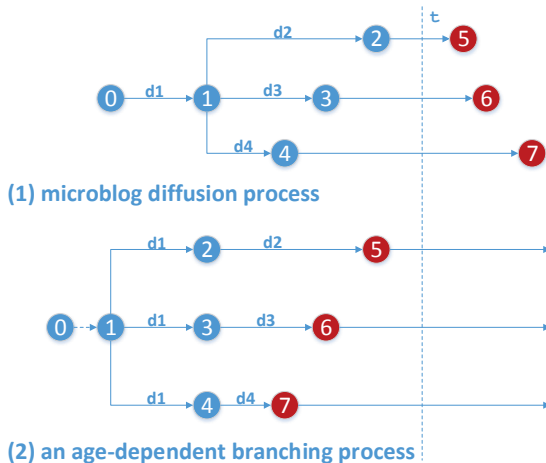 t
d2 2 5
0 d1 1 d3 3 6
d4 4 7
(1) microblog diffusion process
d1 2 d2 5
0 1 d1 3 d3 6
d1 4 d4 7
(2) an age-dependent branching process